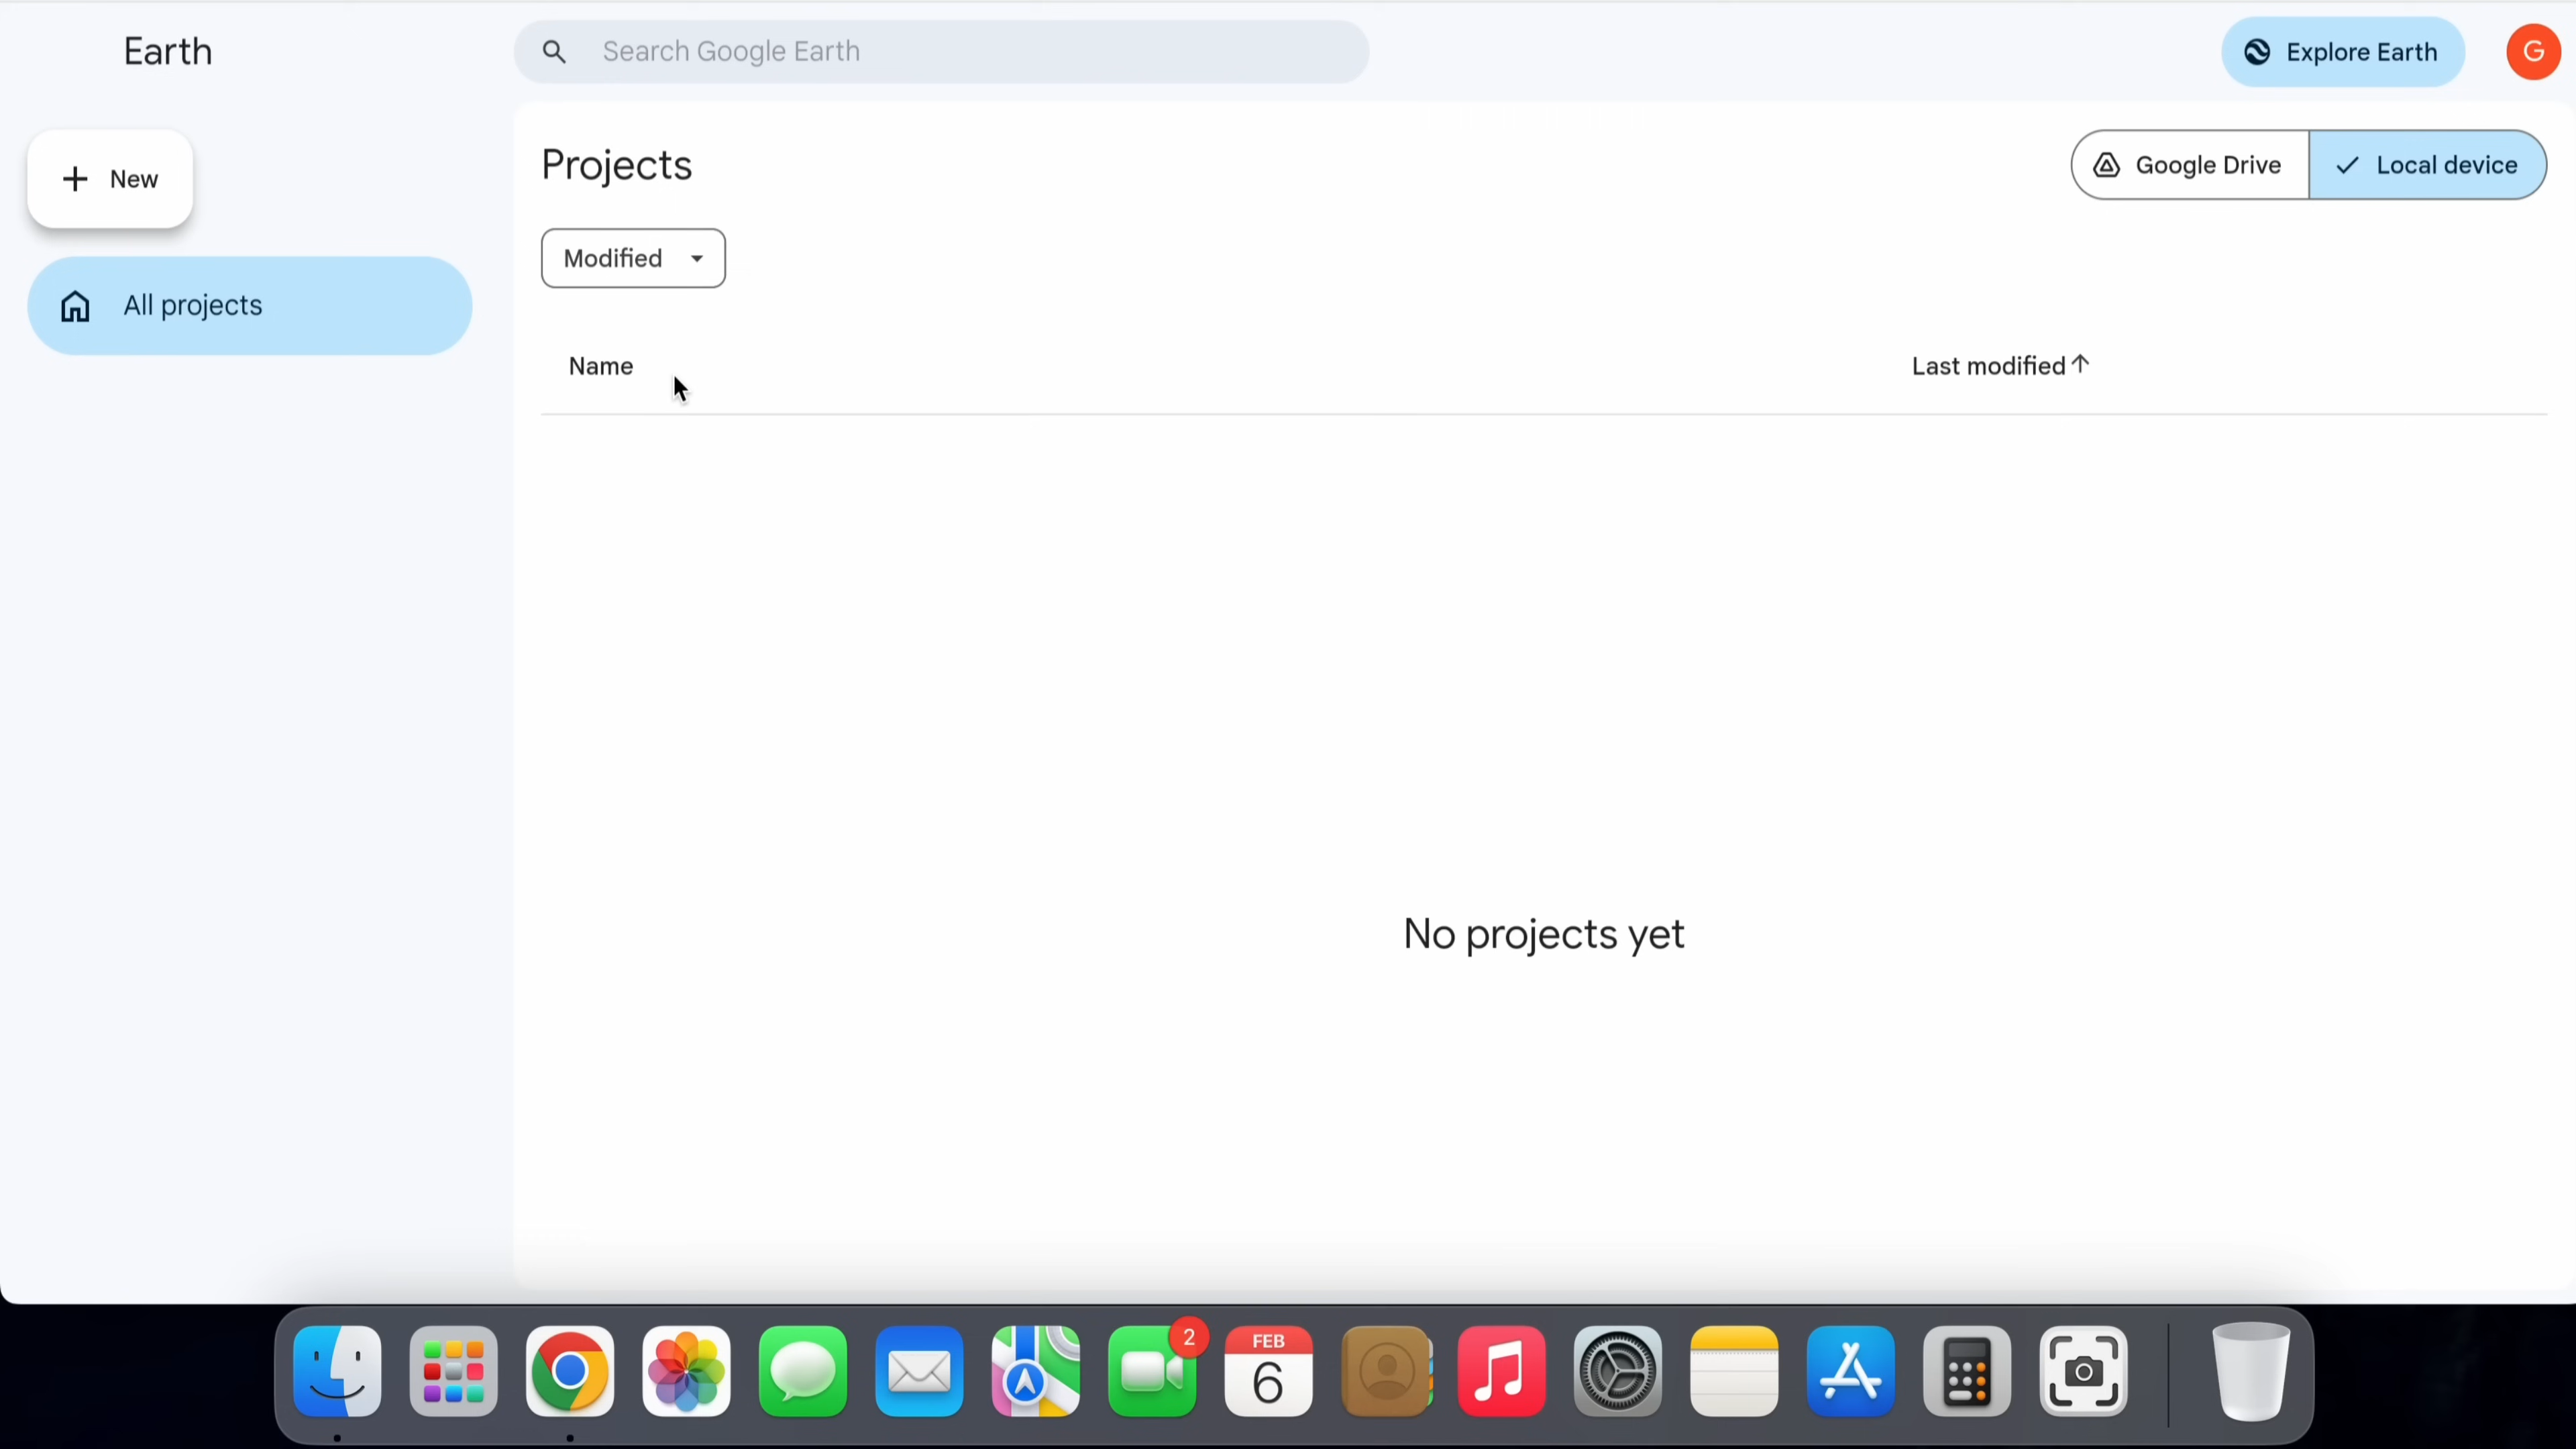 Earth
Search Google Earth
Explore Earth
G
New
All projects
Projects
Google Drive
Local device
Modified
Name
Last modified
No projects yet
2
FEB
6